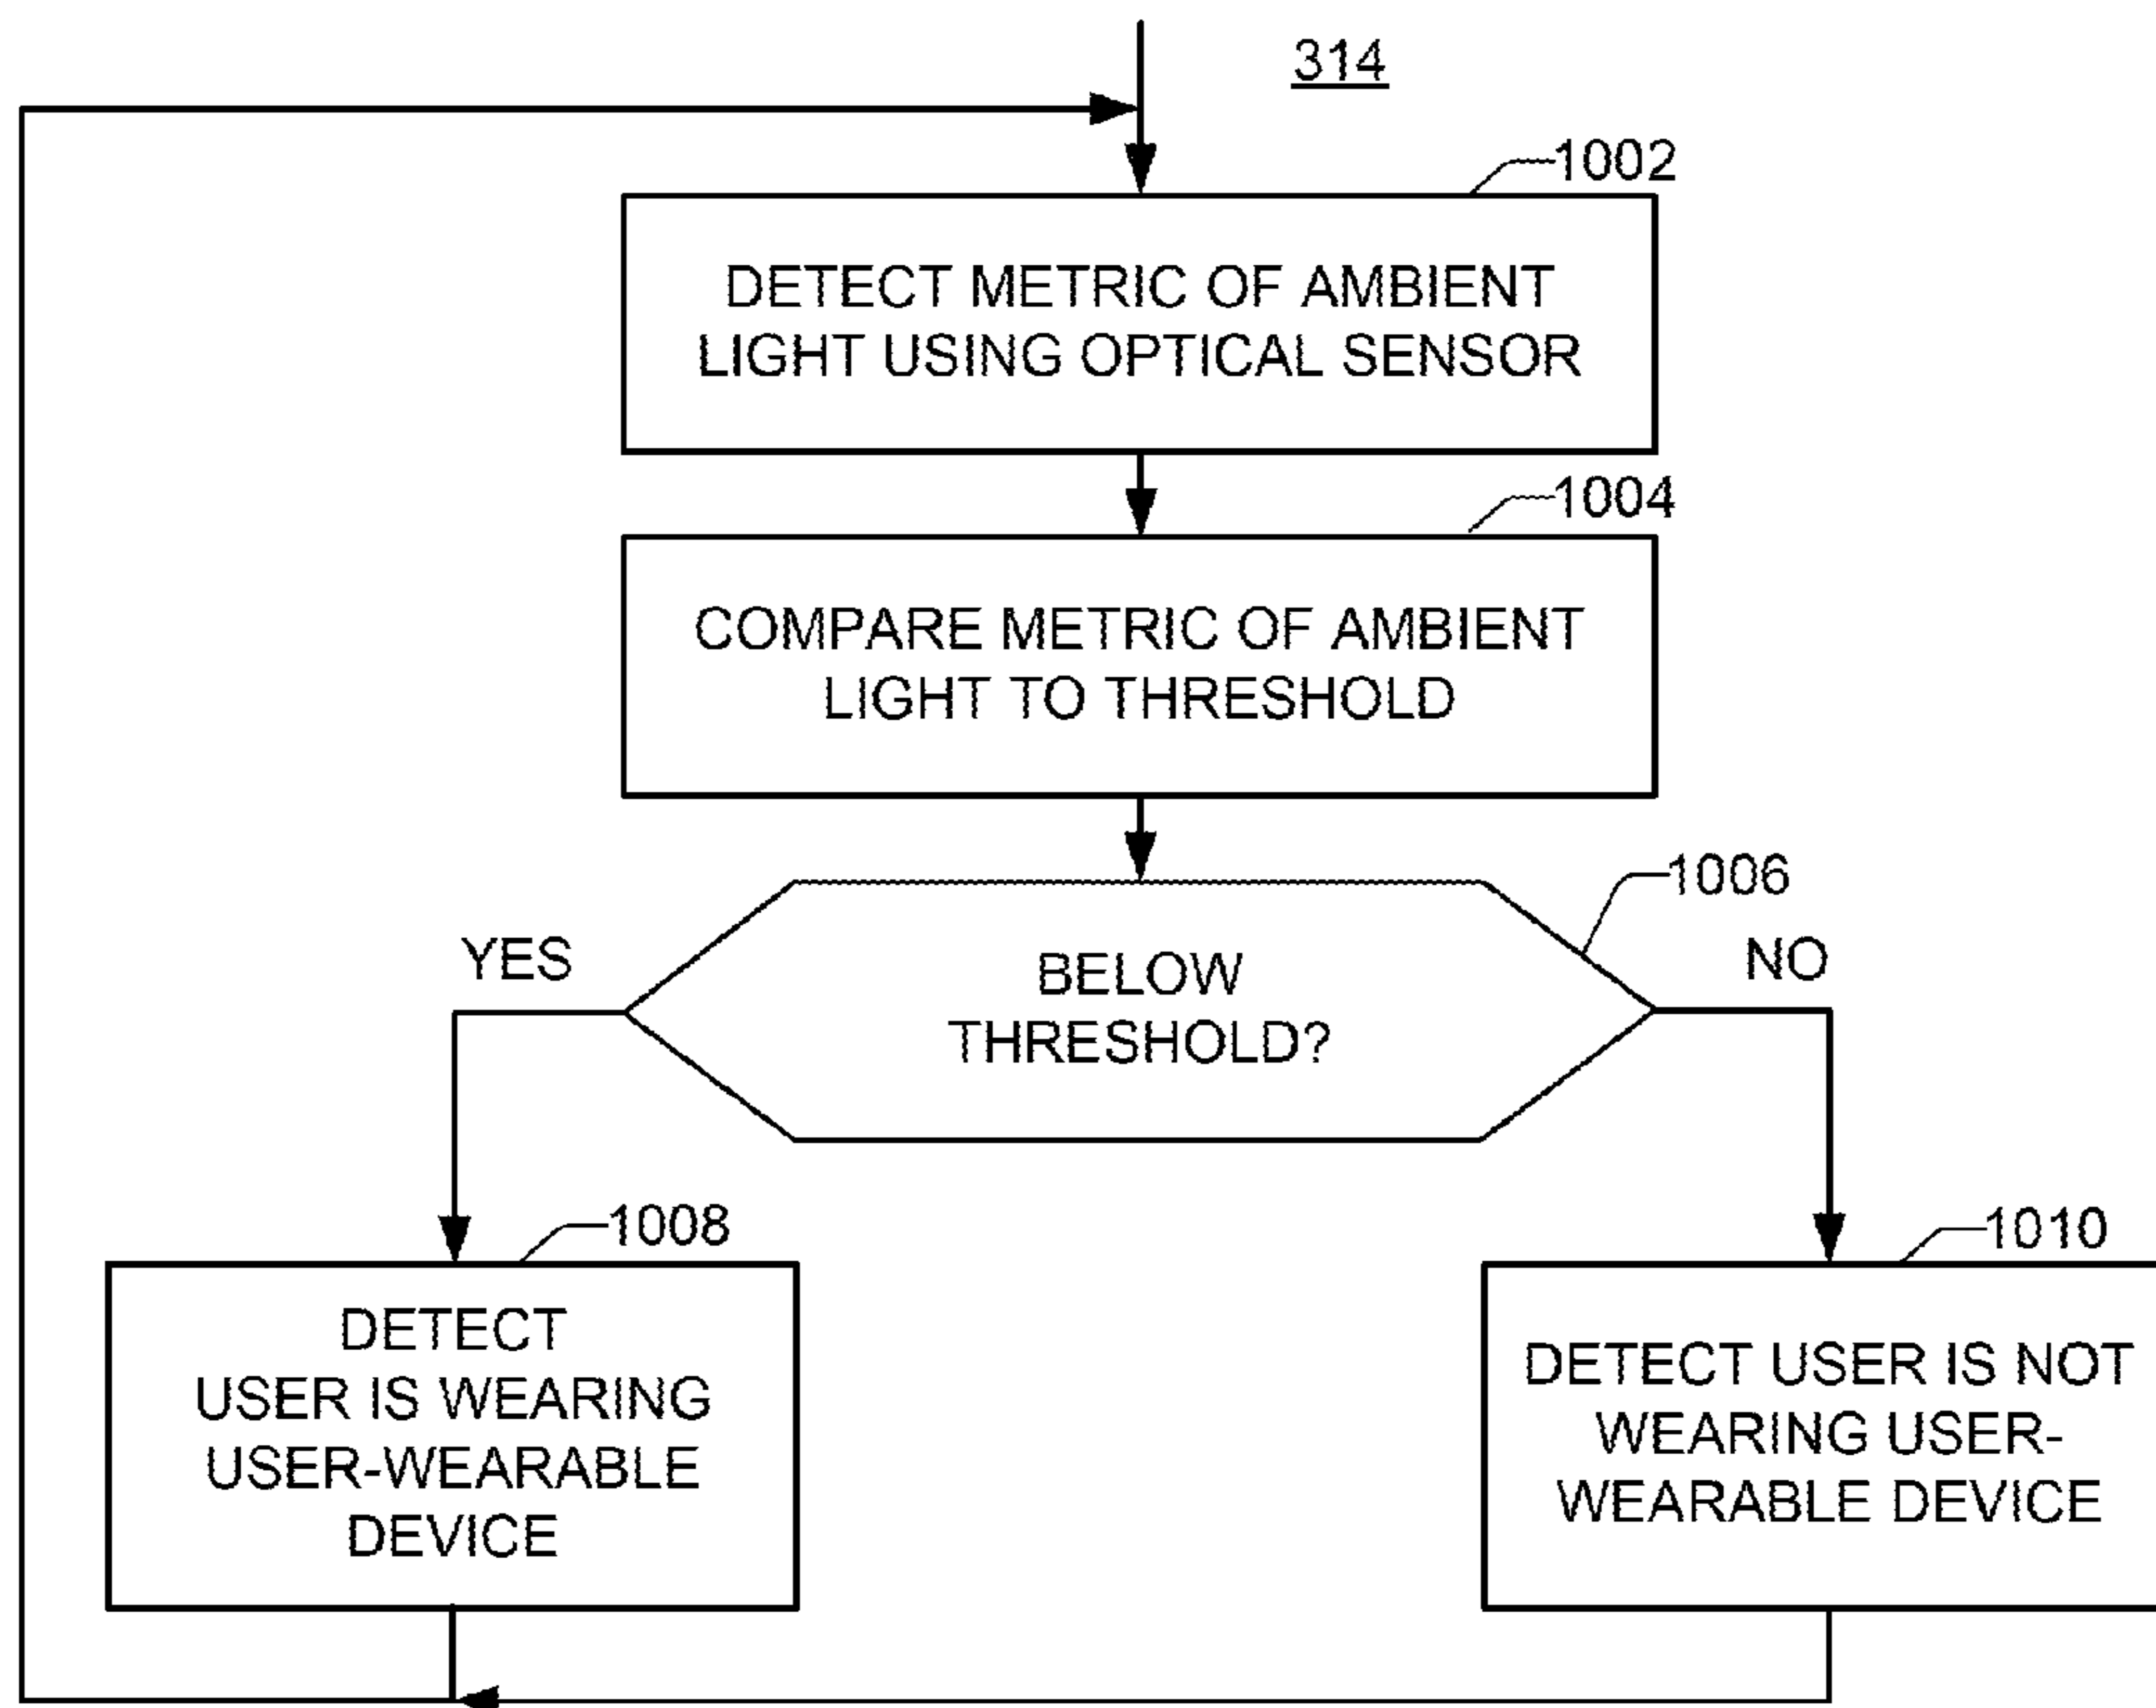 314
1002
DETECT METRIC OF AMBIENT
LIGHT USING OPTICAL SENSOR
1004
COMPARE METRIC OF AMBIENT
LIGHT TO THRESHOLD
1006
YES
NO
BELOW
THRESHOLD?
1008
DETECT
USER IS WEARING
USER-WEARABLE
DEVICE
1010
DETECT USER IS NOT
WEARING USER-
WEARABLE DEVICE